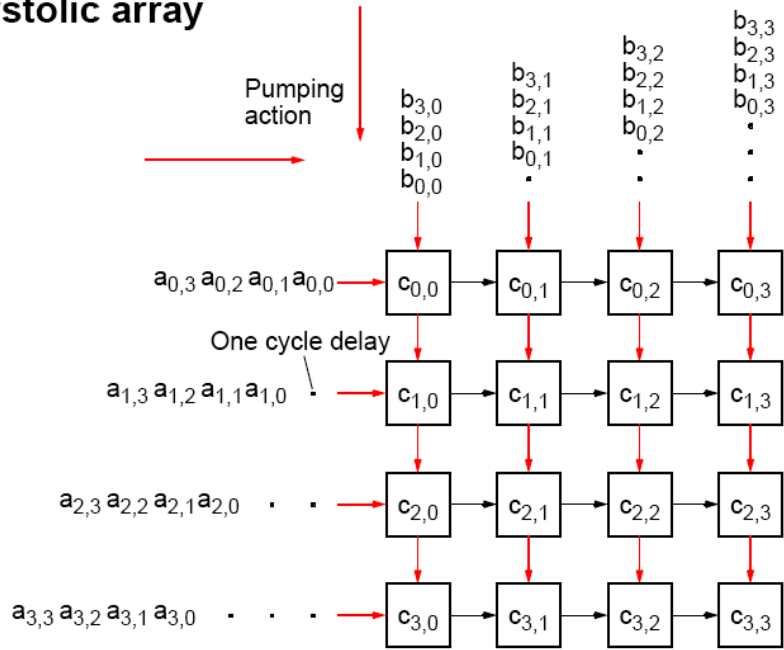 stolic array
Pumping
action
b3,0
b2,0
b1,0
b0,0
b3,1
b2,1
b1,1
b0,1
.
b3,2
b2,2
b1,2
b0,2
.
.
b3,3
b2,3
b1,3
b0,3
.
.
.
a0,3 a0,2 a0,1 a0,0
c0,0 c0,1 c0,2 c0,3
One cycle delay
a1,3 a1,2 a1,1 a1,0 .
c1,0 c1,1 c1,2 c1,3
a2,3 a2,2 a2,1 a2,0 . .
c2,0 c2,1 c2,2 c2,3
a3,3 a3,2 a3,1 a3,0 . . .
c3,0 c3,1 c3,2 c3,3